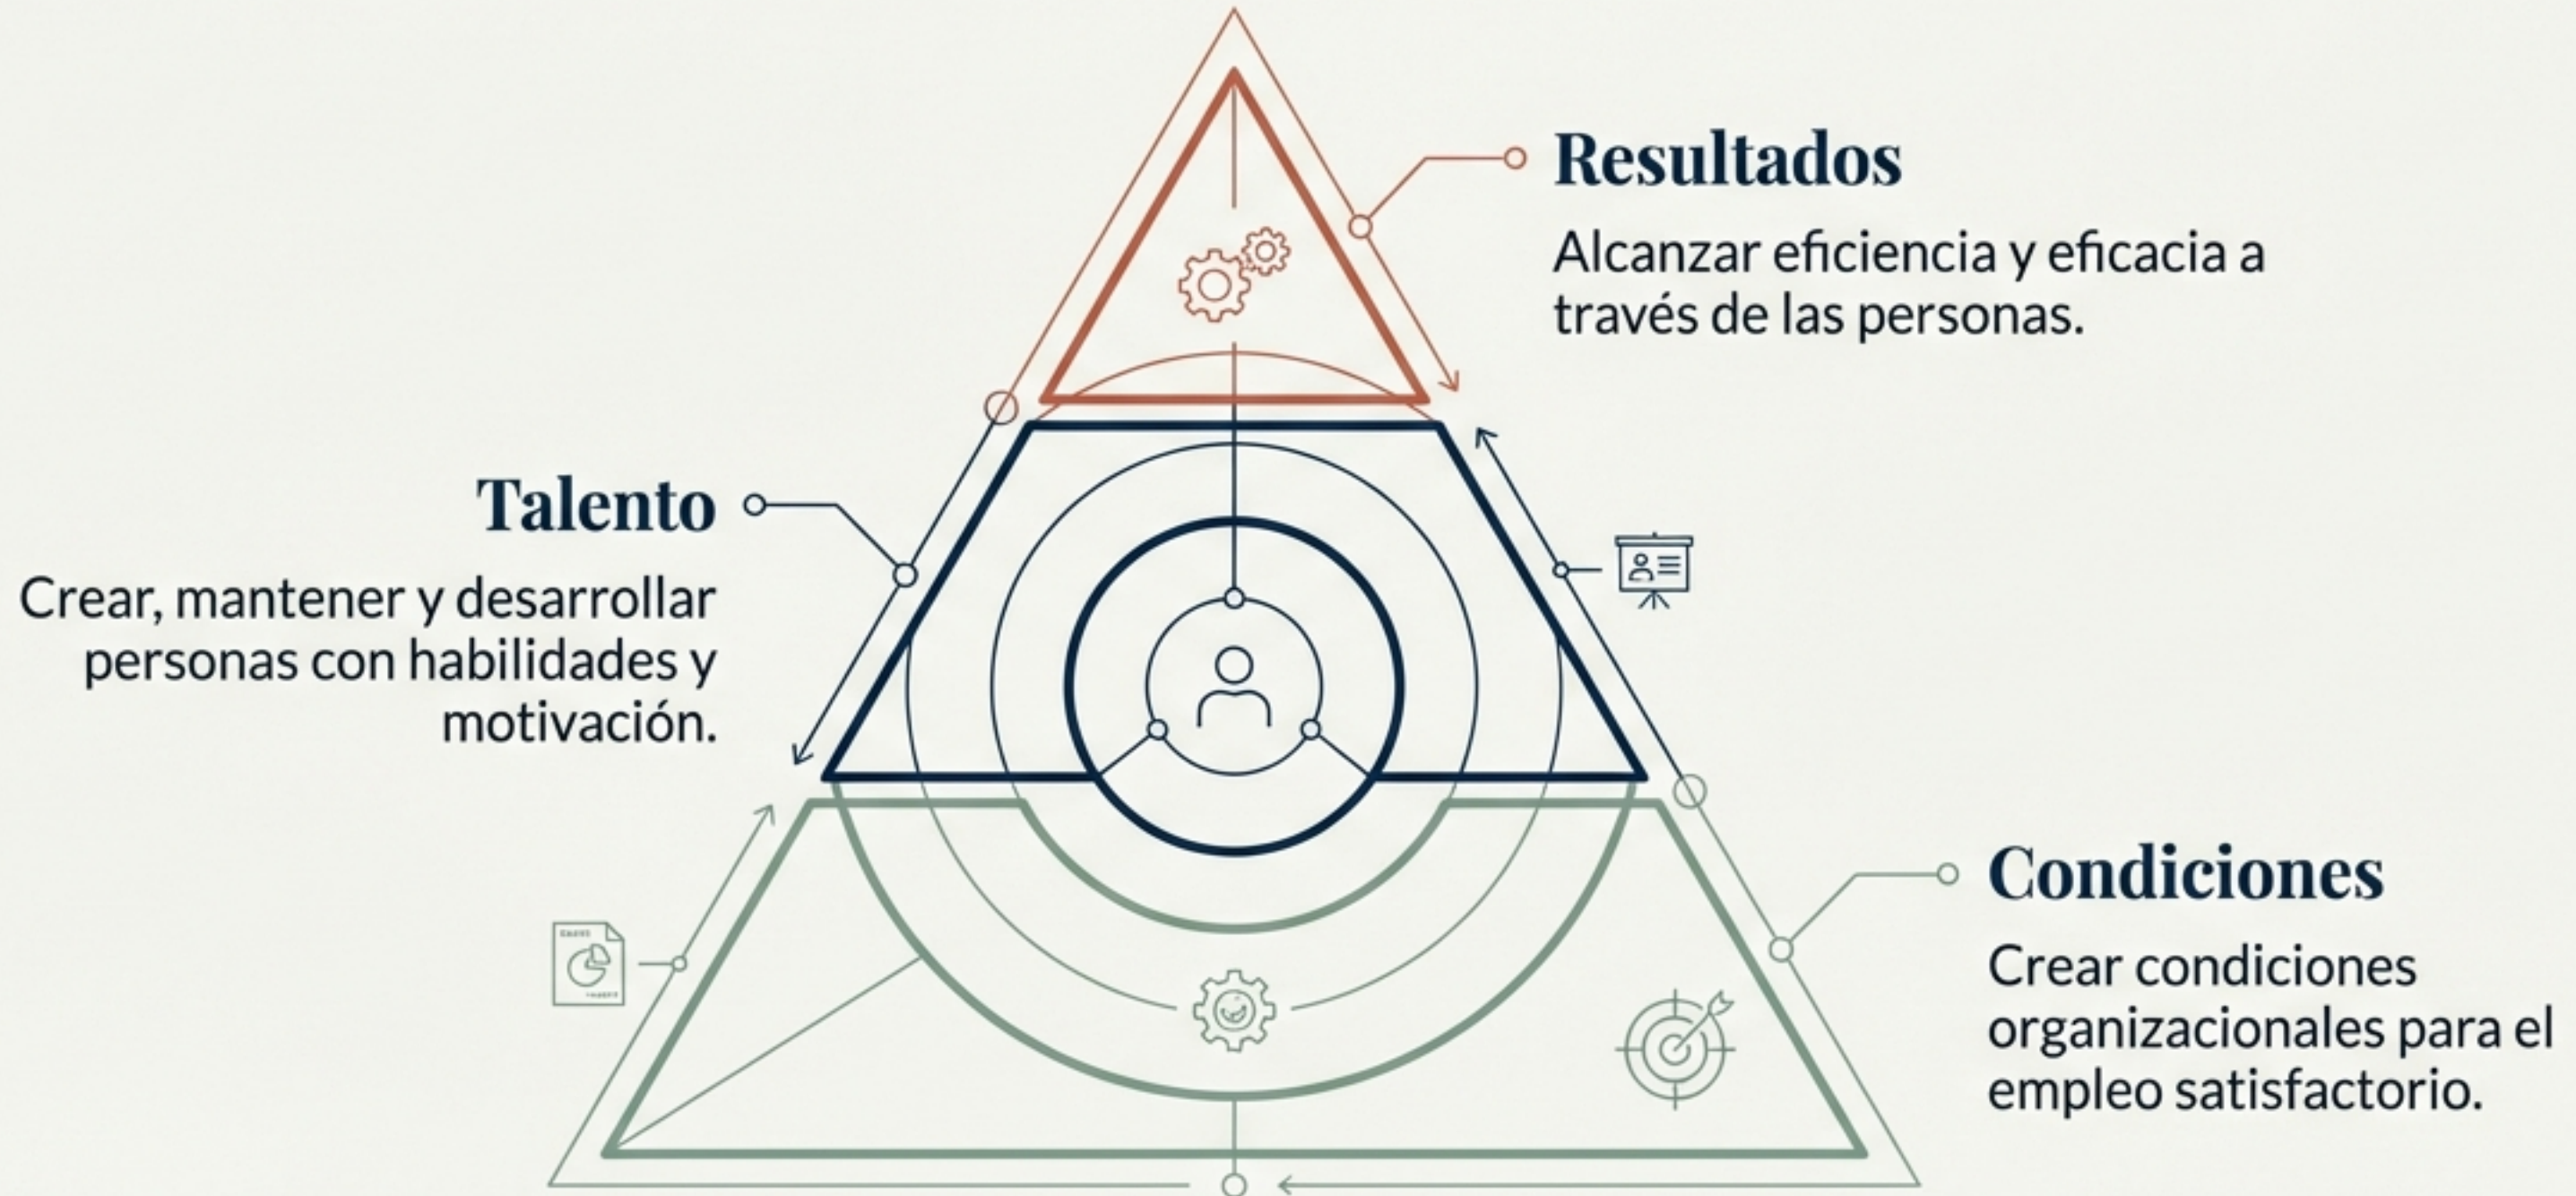 Resultados
Alcanzar eficiencia y eficacia a
través de las personas.
Talento
Crear, mantener y desarrollar
personas con habilidades y
motivación.
Condiciones
Crear condiciones
organizacionales para el
empleo satisfactorio.